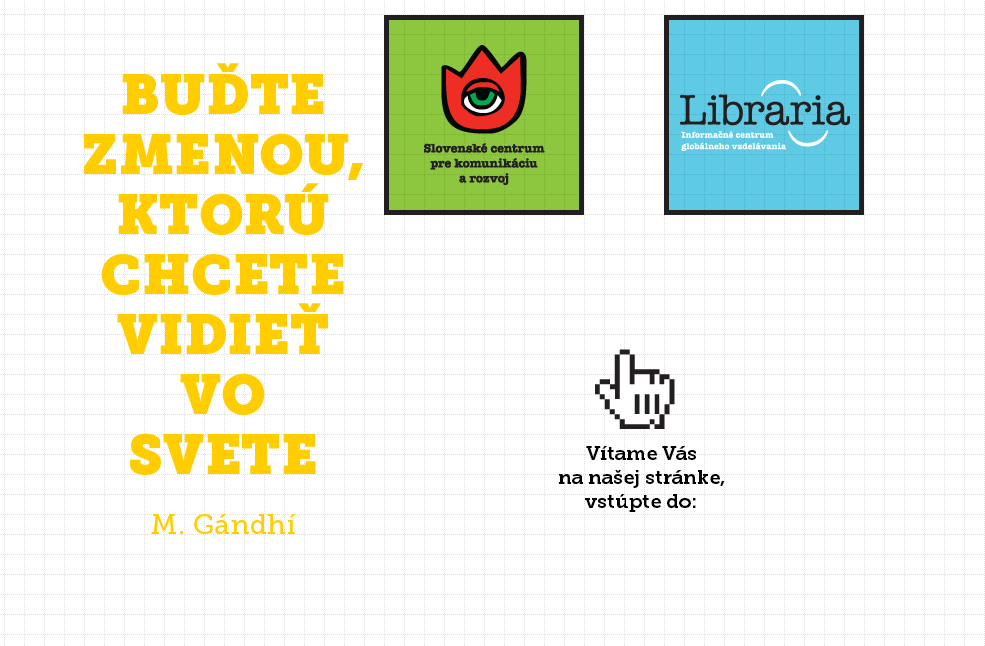 BUĎTE
ZMENOU,
KTORÚ
CHCETE
VIDIEŤ
VO
SVETE
M. Gándhí
Slovenské centrum
pre komunikáciu
a rozvoj
Libraria
Informačné centrum
globálneho vzdelávania
Vítame Vás
na našej stránke,
vstúpte do: